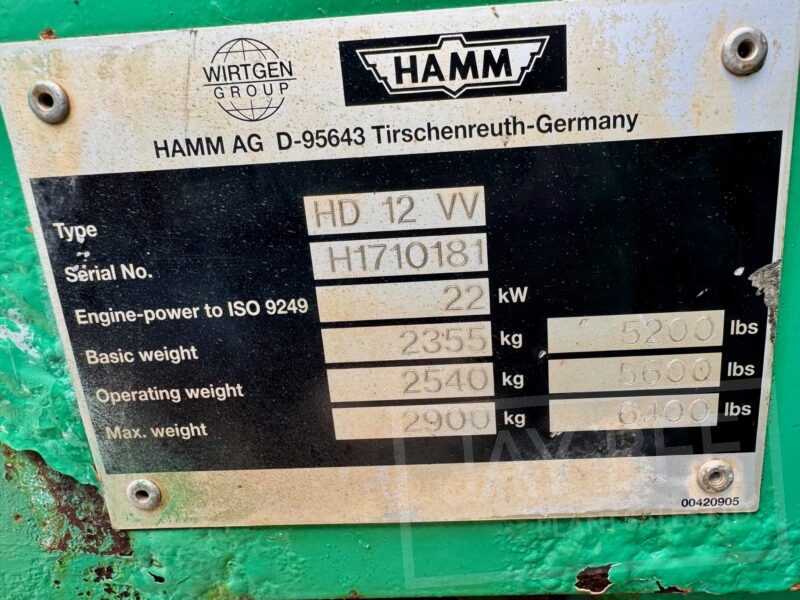 WIRTGEN
GROUP
HAMM
HAMM AG D-95643 Tirschenreuth-Germany
Type HD 12 VV
Serial No. H1710181
Engine-power to ISO 9249 22 kW
Basic weight 2355 kg 5200 lbs
Operating weight 2540 kg 5600 lbs
Max. weight 2900 kg 6400 lbs
JAY BEE
00420905